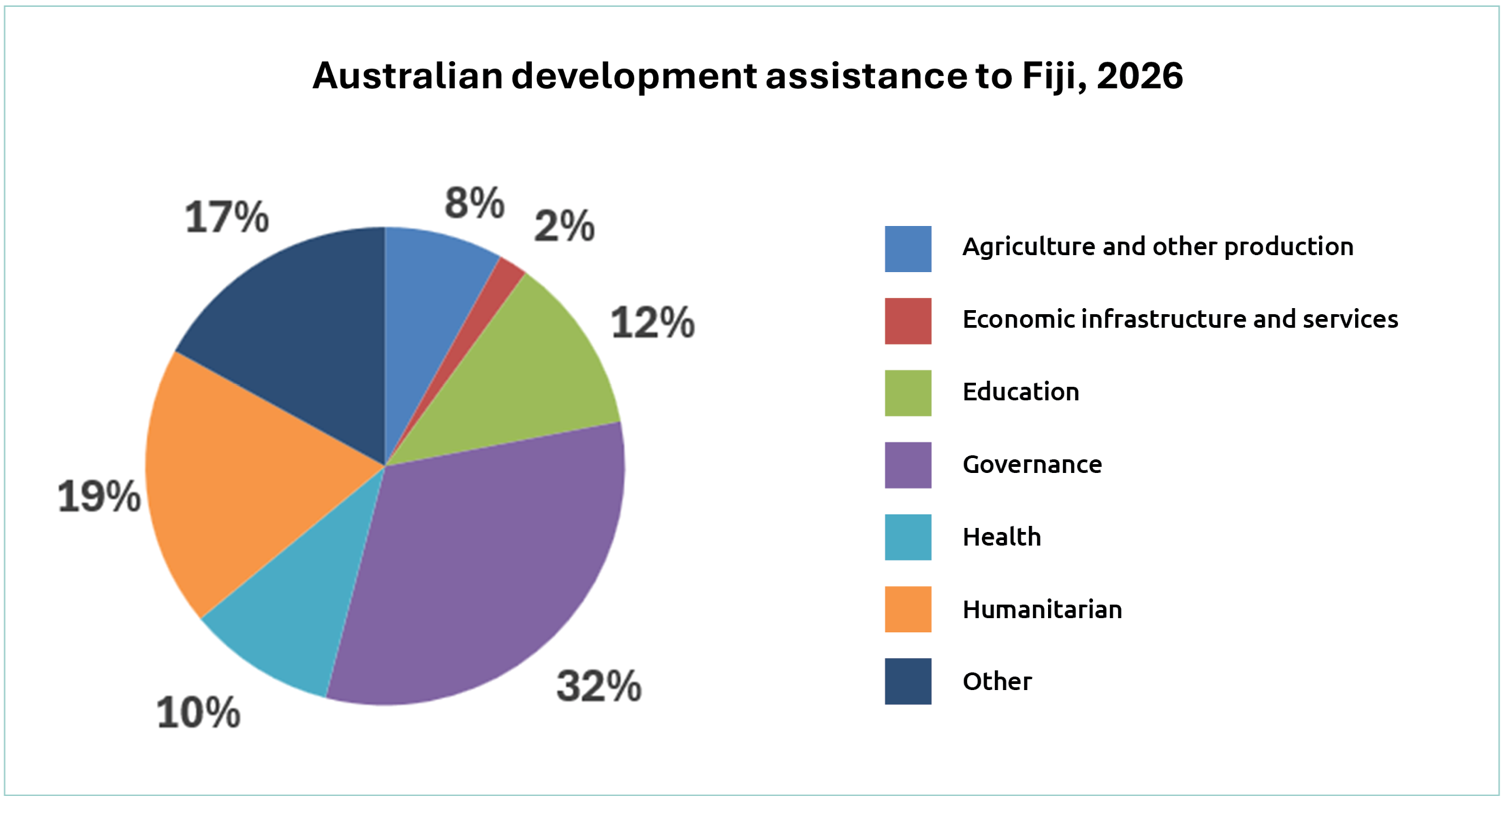 Australian development assistance to Fiji, 2026
17%
8%
2%
12%
19%
32%
10%
Agriculture and other production
Economic infrastructure and services
Education
Governance
Health
Humanitarian
Other